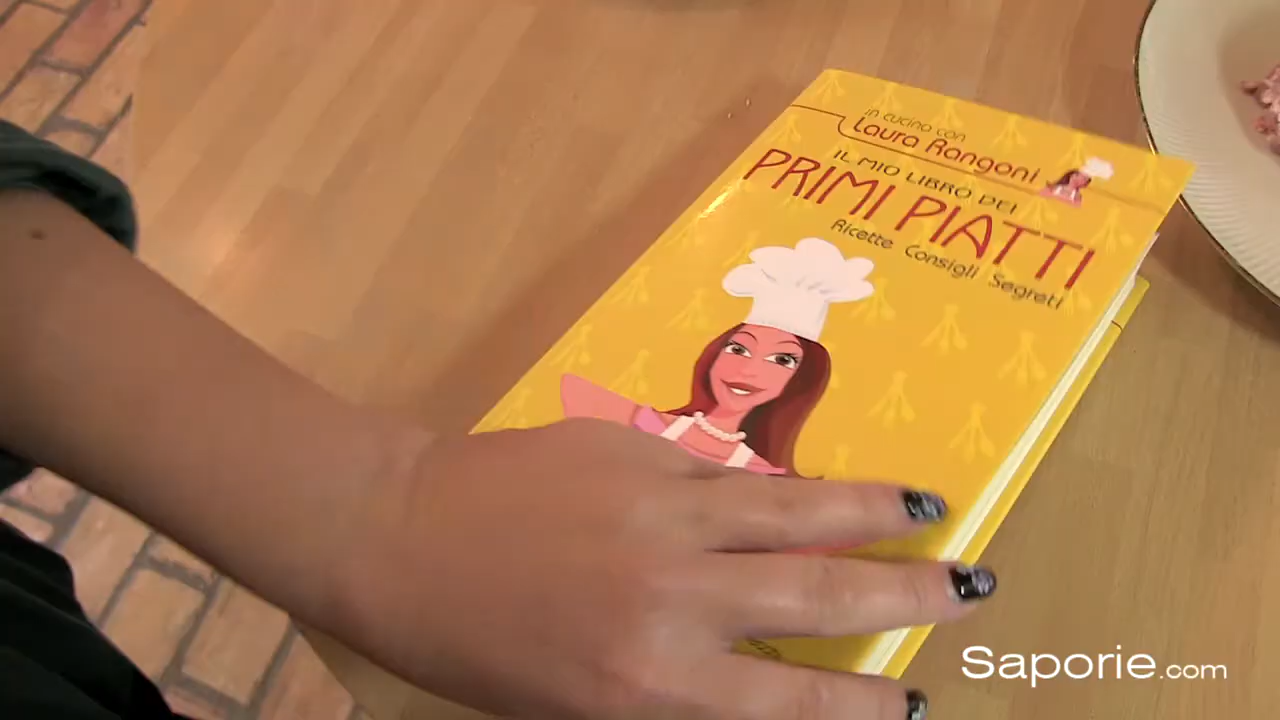 in cucina con
Laura Rangoni
IL MIO LIBRO DEI
PRIMI PIATTI
Ricette Consigli Segreti
Saporie.com